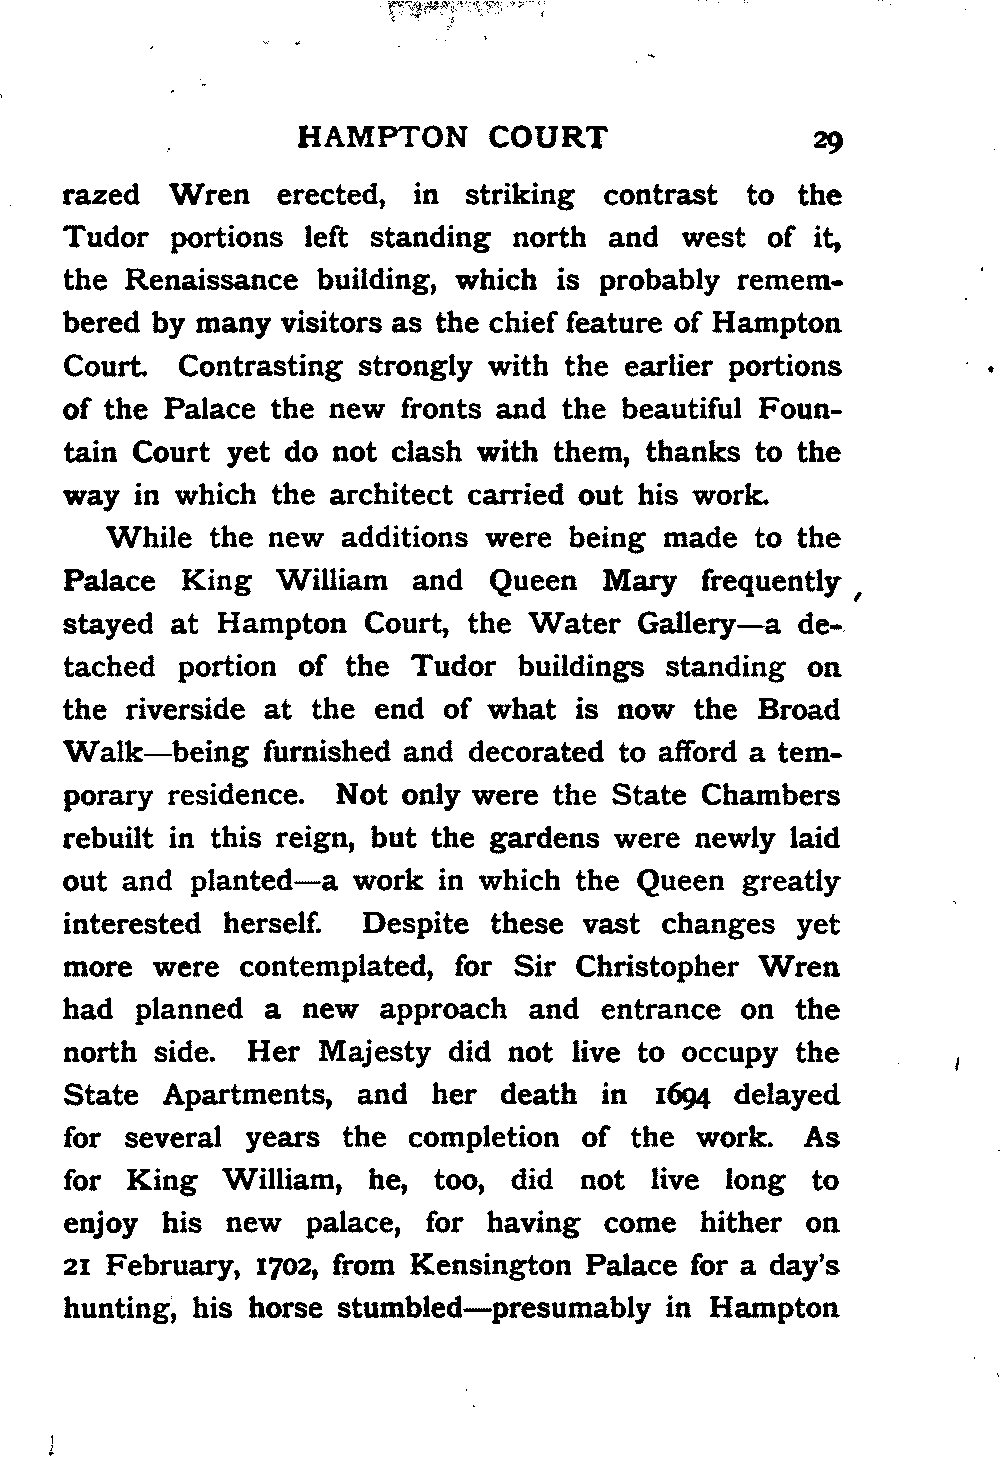 HAMPTON COURT 29
razed Wren erected, in striking contrast to the
Tudor portions left standing north and west of it,
the Renaissance building, which is probably remem-
bered by many visitors as the chief feature of Hampton
Court. Contrasting strongly with the earlier portions
of the Palace the new fronts and the beautiful Foun-
tain Court yet do not clash with them, thanks to the
way in which the architect carried out his work.
While the new additions were being made to the
Palace King William and Queen Mary frequently
stayed at Hampton Court, the Water Gallery—a de-
tached portion of the Tudor buildings standing on
the riverside at the end of what is now the Broad
Walk—being furnished and decorated to afford a tem-
porary residence. Not only were the State Chambers
rebuilt in this reign, but the gardens were newly laid
out and planted—a work in which the Queen greatly
interested herself. Despite these vast changes yet
more were contemplated, for Sir Christopher Wren
had planned a new approach and entrance on the
north side. Her Majesty did not live to occupy the
State Apartments, and her death in 1694 delayed
for several years the completion of the work. As
for King William, he, too, did not live long to
enjoy his new palace, for having come hither on
21 February, 1702, from Kensington Palace for a day's
hunting, his horse stumbled—presumably in Hampton